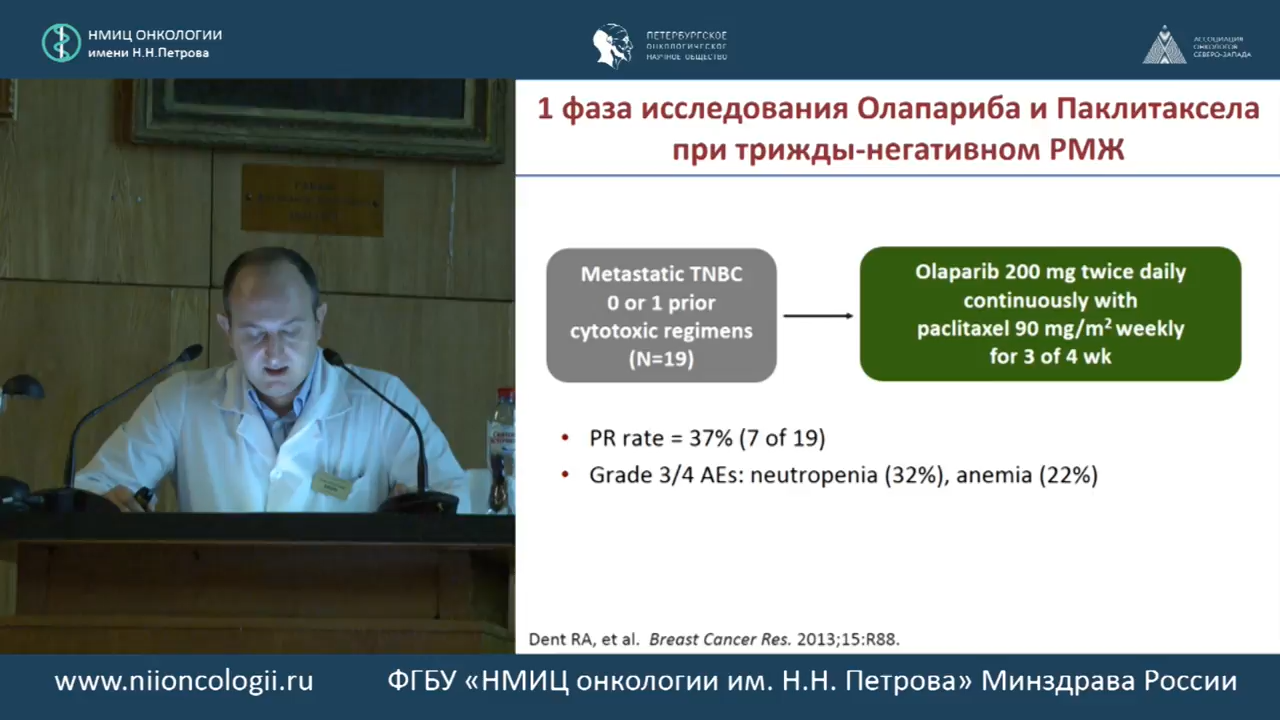 НМИЦ ОНКОЛОГИИ
имени Н.Н.Петрова
ПЕТЕРБУРГСКОЕ
ОНКОЛОГИЧЕСКОЕ
НАУЧНОЕ ОБЩЕСТВО
АССОЦИАЦИЯ
ОНКОЛОГОВ
СЕВЕРО-ЗАПАДА
1 фаза исследования Олапариба и Паклитаксела
при трижды-негативном РМЖ
Metastatic TNBC
0 or 1 prior
cytotoxic regimens
(N=19)
Olaparib 200 mg twice daily
continuously with
paclitaxel 90 mg/m² weekly
for 3 of 4 wk
• PR rate = 37% (7 of 19)
• Grade 3/4 AEs: neutropenia (32%), anemia (22%)
Dent RA, et al. Breast Cancer Res. 2013;15:R88.
www.niioncologii.ru
ФГБУ «НМИЦ онкологии им. Н.Н. Петрова» Минздрава России